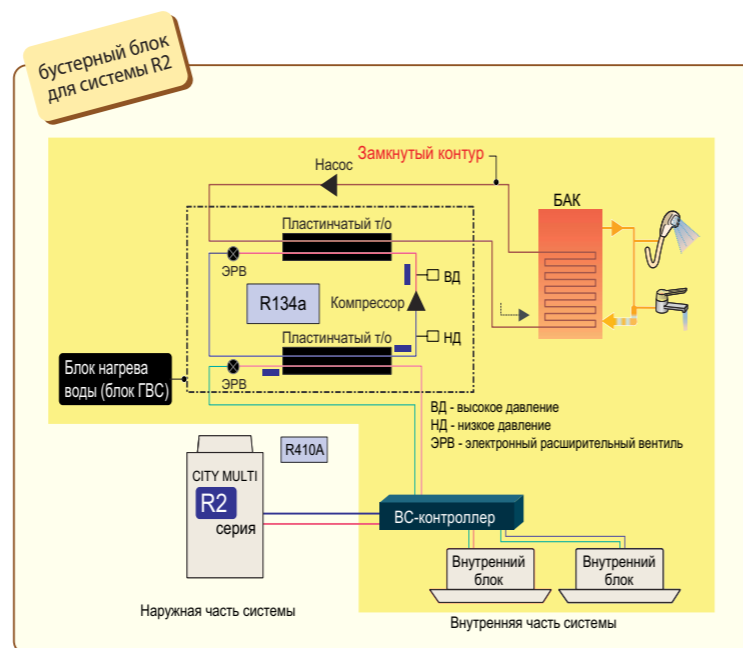 бустерный блок
для системы R2
Замкнутый контур
Насос
БАК
Пластинчатый т/о
ЭРВ
ВД
R134a
Компрессор
Пластинчатый т/о
НД
ЭРВ
Блок нагрева
воды (блок ГВС)
ВД - высокое давление
НД - низкое давление
ЭРВ - электронный расширительный вентиль
R410A
CITY MULTI
R2
серия
BC-контроллер
Внутренний
блок
Внутренний
блок
Наружная часть системы
Внутренняя часть системы